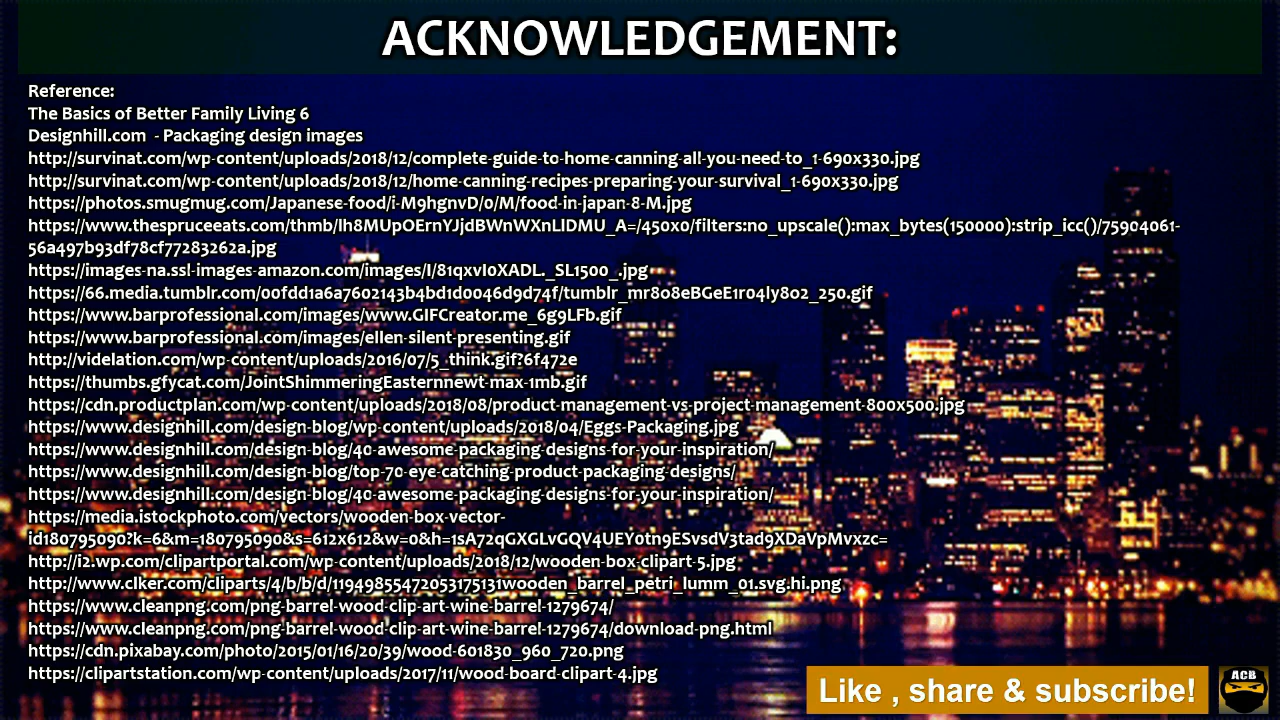 ACKNOWLEDGEMENT:
Reference:
The Basics of Better Family Living 6
Designhill.com - Packaging design images
http://survinat.com/wp-content/uploads/2018/12/complete-guide-to-home-canning-all-you-need-to_1-690x330.jpg
http://survinat.com/wp-content/uploads/2018/12/home-canning-recipes-preparing-your-survival_1-690x330.jpg
https://photos.smugmug.com/Japanese-food/i-M9hgnvD/0/M/food-in-japan-8-M.jpg
https://www.thespruceeats.com/thmb/lh8MUpOErnYJjdBWnWXnLIDMU_A=/450x0/filters:no_upscale():max_bytes(150000):strip_icc()/75904061-
56a497b93df78cf77283262a.jpg
https://images-na.ssl-images-amazon.com/images/I/81qxvI0XADL._SL1500_.jpg
https://66.media.tumblr.com/00fdd1a6a7602143b4bd1d0046d9d74f/tumblr_mr808eBGeE1r04ly802_250.gif
https://www.barprofessional.com/images/www.GIFCreator.me_6g9LFb.gif
https://www.barprofessional.com/images/ellen-silent-presenting.gif
http://videlation.com/wp-content/uploads/2016/07/5_think.gif?6f472e
https://thumbs.gfycat.com/JointShimmeringEasternnewt-max-1mb.gif
https://cdn.productplan.com/wp-content/uploads/2018/08/product-management-vs-project-management-800x500.jpg
https://www.designhill.com/design-blog/wp-content/uploads/2018/04/Eggs-Packaging.jpg
https://www.designhill.com/design-blog/40-awesome-packaging-designs-for-your-inspiration/
https://www.designhill.com/design-blog/top-70-eye-catching-product-packaging-designs/
https://www.designhill.com/design-blog/40-awesome-packaging-designs-for-your-inspiration/
https://media.istockphoto.com/vectors/wooden-box-vector-
id180795090?k=6&m=180795090&s=612x612&w=0&h=1sA72qGXGLvGQV4UEYotn9ESvsdV3tad9XDaVpMvxzc=
http://i2.wp.com/clipartportal.com/wp-content/uploads/2018/12/wooden-box-clipart-5.jpg
http://www.clker.com/cliparts/4/b/b/d/11949855472053175131wooden_barrel_petri_lumm_01.svg.hi.png
https://www.cleanpng.com/png-barrel-wood-clip-art-wine-barrel-1279674/
https://www.cleanpng.com/png-barrel-wood-clip-art-wine-barrel-1279674/download-png.html
https://cdn.pixabay.com/photo/2015/01/16/20/39/wood-601830_960_720.png
https://clipartstation.com/wp-content/uploads/2017/11/wood-board-clipart-4.jpg
Like , share & subscribe!
ACB